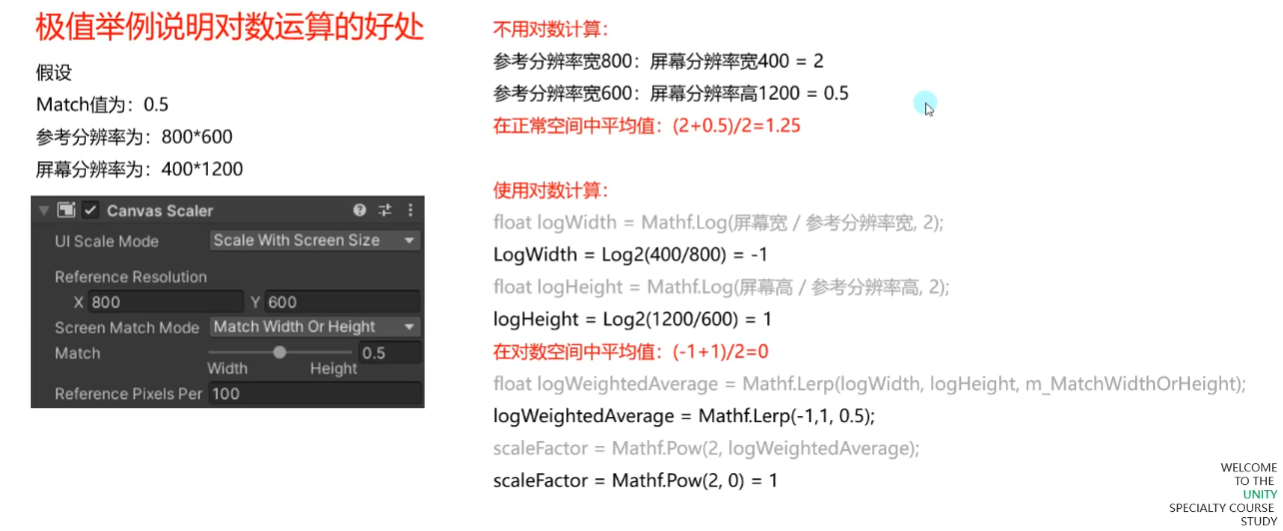 极值举例说明对数运算的好处
假设
Match值为：0.5
参考分辨率为：800*600
屏幕分辨率为：400*1200
Canvas Scaler
UI Scale Mode Scale With Screen Size
Reference Resolution
X 800 Y 600
Screen Match Mode Match Width Or Height
Match 0.5
Width Height
Reference Pixels Per 100
不用对数计算：
参考分辨率宽800：屏幕分辨率宽400 = 2
参考分辨率宽600：屏幕分辨率高1200 = 0.5
在正常空间中平均值：(2+0.5)/2=1.25
使用对数计算：
float logWidth = Mathf.Log(屏幕宽 / 参考分辨率宽, 2);
LogWidth = Log2(400/800) = -1
float logHeight = Mathf.Log(屏幕高 / 参考分辨率高, 2);
logHeight = Log2(1200/600) = 1
在对数空间中平均值：(-1+1)/2=0
float logWeightedAverage = Mathf.Lerp(logWidth, logHeight, m_MatchWidthOrHeight);
logWeightedAverage = Mathf.Lerp(-1,1, 0.5);
scaleFactor = Mathf.Pow(2, logWeightedAverage);
scaleFactor = Mathf.Pow(2, 0) = 1
WELCOME
TO THE
UNITY
SPECIALTY COURSE
STUDY